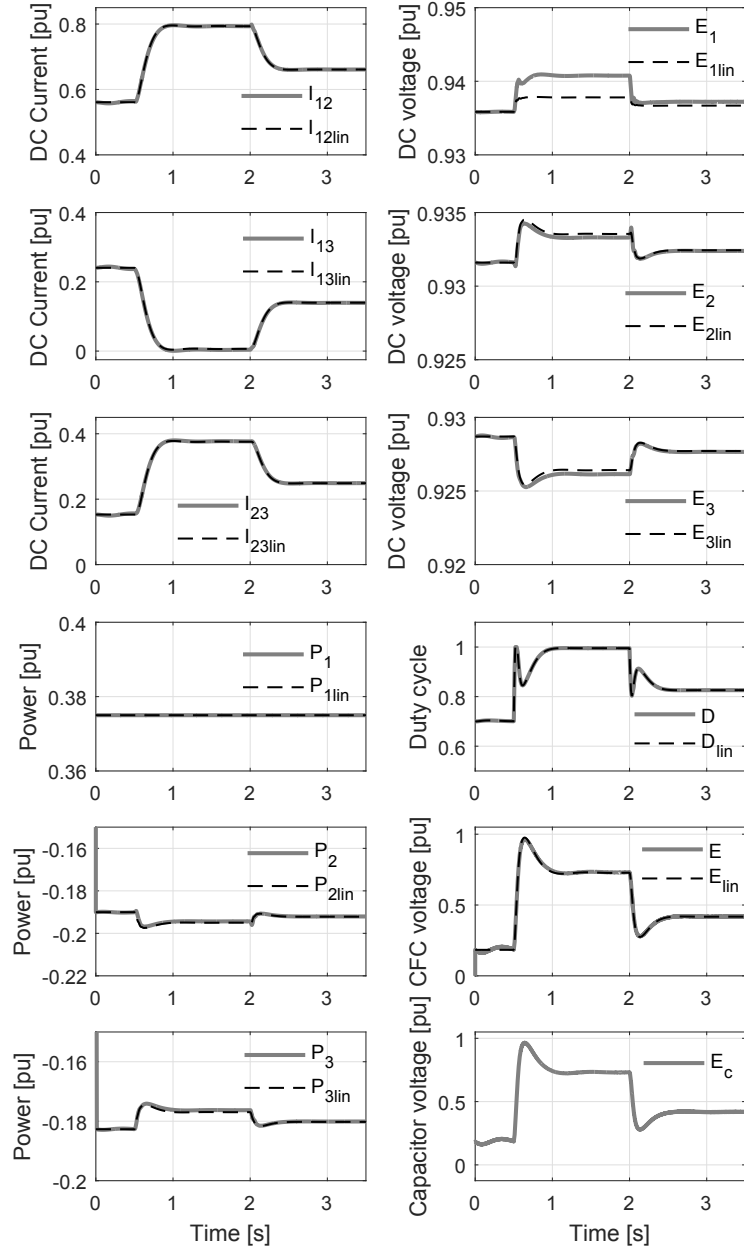 DC Current [pu]
0.8
0.6
0.4
0 1 2 3
I12
I12lin
DC voltage [pu]
0.95
0.94
0.93
0 1 2 3
E1
E1lin
DC Current [pu]
0.4
0.2
0
0 1 2 3
I13
I13lin
DC voltage [pu]
0.935
0.93
0.925
0 1 2 3
E2
E2lin
DC Current [pu]
0.4
0.2
0
0 1 2 3
I23
I23lin
DC voltage [pu]
0.93
0.925
0.92
0 1 2 3
E3
E3lin
Power [pu]
0.4
0.38
0.36
0 1 2 3
P1
P1lin
Duty cycle
1
0.8
0.6
0 1 2 3
D
Dlin
Power [pu]
-0.16
-0.18
-0.2
-0.22
0 1 2 3
P2
P2lin
CFC voltage [pu]
1
0.5
0
0 1 2 3
E
Elin
Power [pu]
-0.16
-0.18
-0.2
0 1 2 3
P3
P3lin
Time [s]
Capacitor voltage [pu]
1
0.5
0
0 1 2 3
Ec
Time [s]